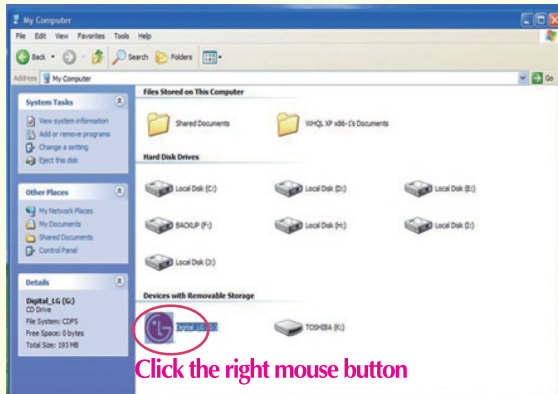 My Computer
File Edit View Favorites Tools Help
Back Search Folders
Address My Computer Go
System Tasks
View system information
Add or remove programs
Change a setting
Eject this disk
Other Places
My Network Places
My Documents
Shared Documents
Control Panel
Details
Digital_LG (G:)
CD Drive
File System: CDFS
Free Space: 0 bytes
Total Size: 193 MB
Files Stored on This Computer
Shared Documents
WHQL XP x86-1's Documents
Hard Disk Drives
Local Disk (C:)
Local Disk (D:)
Local Disk (E:)
BACKUP (F:)
Local Disk (H:)
Local Disk (I:)
Local Disk (J:)
Devices with Removable Storage
Digital_LG (G:)
TOSHIBA (K:)
Click the right mouse button